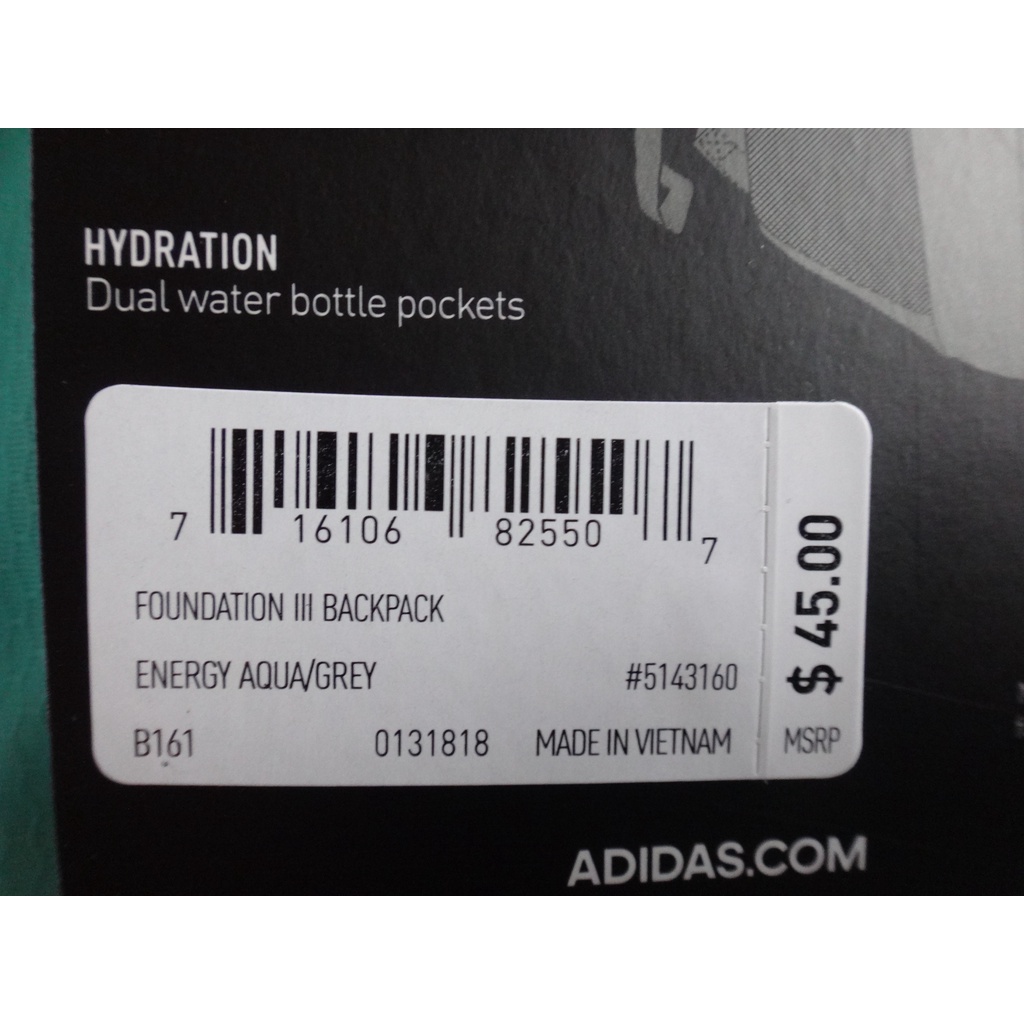 HYDRATION
Dual water bottle pockets
7 16106 82550 7
FOUNDATION III BACKPACK
ENERGY AQUA/GREY #5143160
B161 0131818 MADE IN VIETNAM
$ 45.00
MSRP
ADIDAS.COM